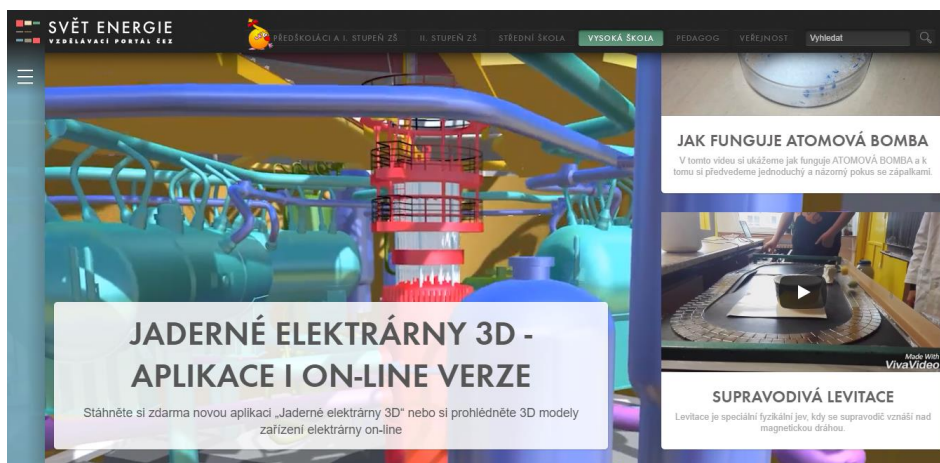 SVĚT ENERGIE
VZDĚLÁVACÍ PORTÁL ČEZ
PŘEDŠKOLÁCI A I. STUPEŇ ZŠ
II. STUPEŇ ZŠ
STŘEDNÍ ŠKOLA
VYSOKÁ ŠKOLA
PEDAGOG
VEŘEJNOST
Vyhledat
JADERNÉ ELEKTRÁRNY 3D -
APLIKACE I ON-LINE VERZE
Stáhněte si zdarma novou aplikaci „Jaderné elektrárny 3D“ nebo si prohlédněte 3D modely
zařízení elektrárny on-line
JAK FUNGUJE ATOMOVÁ BOMBA
V tomto videu si ukážeme jak funguje ATOMOVÁ BOMBA a k
tomu si předvedeme jednoduchý a názorný pokus se zápalkami.
Made With
VivaVideo
SUPRAVODIVÁ LEVITACE
Levitace je speciální fyzikální jev, kdy se supravodič vznáší nad
magnetickou dráhou.